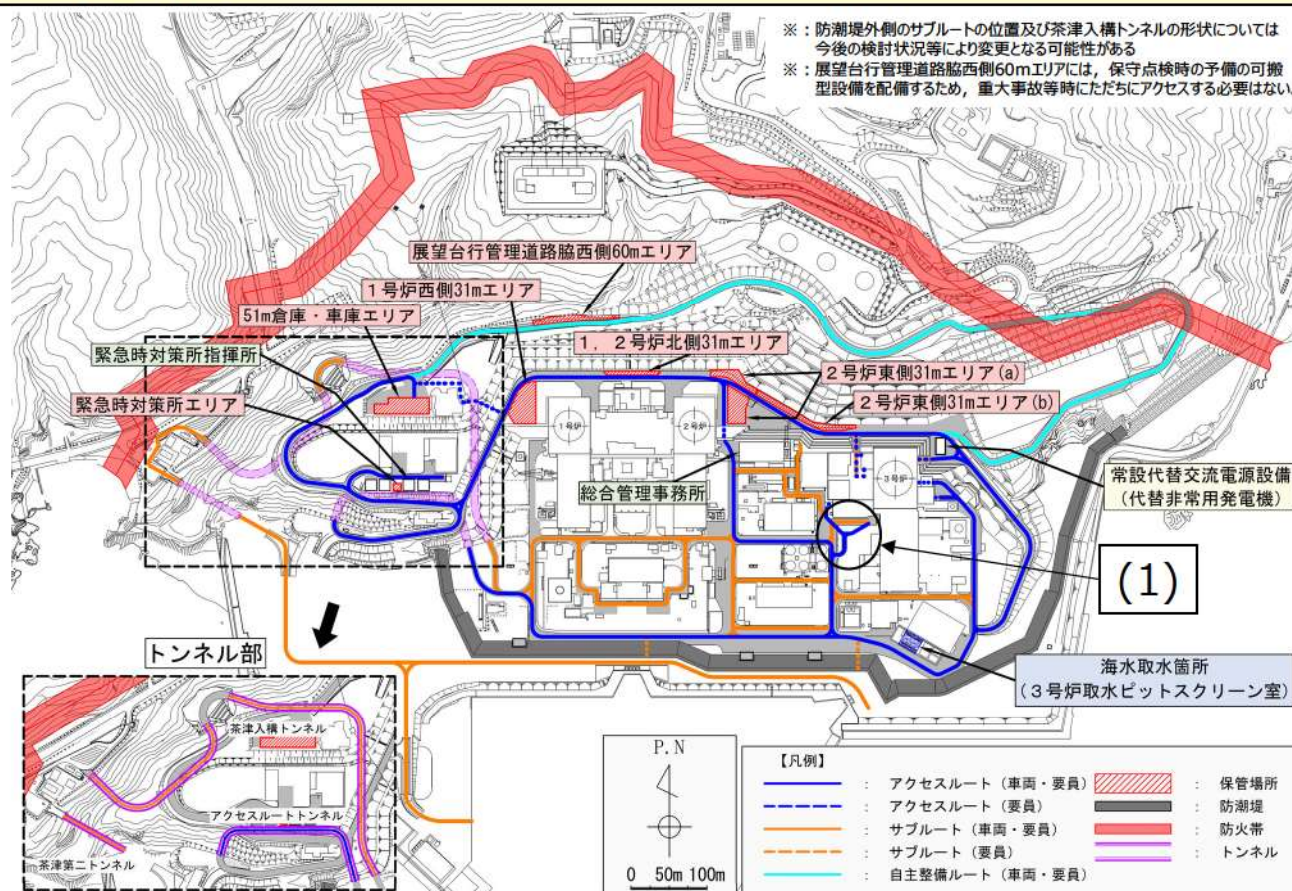 ※：防潮堤外側のサブルートの位置及び茶津入構トンネルの形状については
今後の検討状況等により変更となる可能性がある
※：展望台行管理道路脇西側60mエリアには，保守点検時の予備の可搬
型設備を配備するため，重大事故等時にただちにアクセスする必要はない。
展望台行管理道路脇西側60mエリア
1号炉西側31mエリア
51m倉庫・車庫エリア
緊急時対策所指揮所
1，2号炉北側31mエリア
2号炉東側31mエリア(a)
緊急時対策所エリア
2号炉東側31mエリア(b)
1号炉
2号炉
3号炉
総合管理事務所
常設代替交流電源設備
(代替非常用発電機)
(1)
トンネル部
海水取水箇所
(3号炉取水ピットスクリーン室)
茶津入構トンネル
アクセスルートトンネル
茶津第二トンネル
P.N
0 50m 100m
【凡例】
：アクセスルート（車両・要員）
：保管場所
：アクセスルート（要員）
：防潮堤
：サブルート（車両・要員）
：防火帯
：サブルート（要員）
：トンネル
：自主整備ルート（車両・要員）